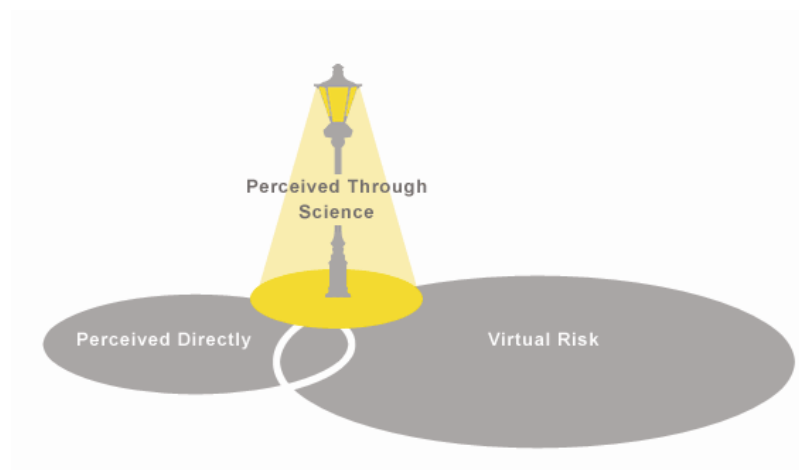 Perceived Through
Science
Perceived Directly
Virtual Risk